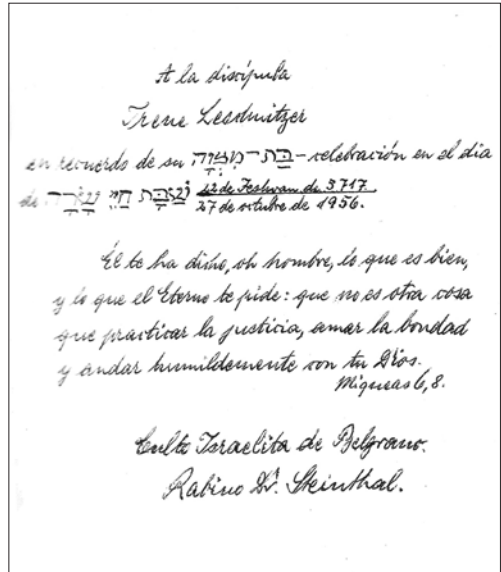 A la discípula
Irene Leschnitzer
en recuerdo de su בַּת־מִצְוָה - celebración en el día
de שַׁבַּת חַיֵּי שָׂרָה 22 de Jeshvan de 5717
27 de octubre de 1956.
Él te ha dicho, oh hombre, lo que es bien,
y lo que el Eterno te pide: que no es otra cosa
que practicar la justicia, amar la bondad
y andar humildemente con tu Dios.
Miqueas 6, 8.
Culto Israelita de Belgrano.
Rabino Dr. Steinthal.